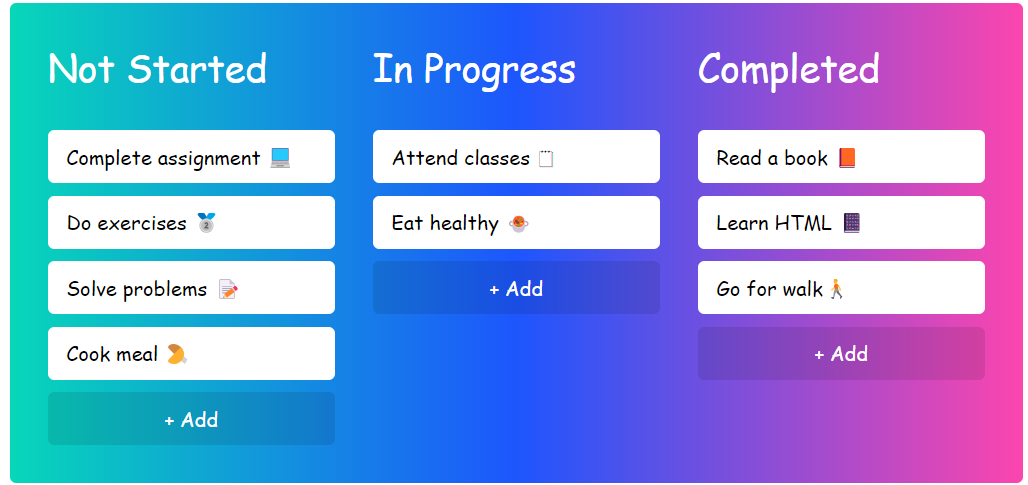 Not Started
Complete assignment 💻
Do exercises 🥈
Solve problems 📝
Cook meal 🪭
+ Add
In Progress
Attend classes 🗒️
Eat healthy 🍲
+ Add
Completed
Read a book 📕
Learn HTML 📓
Go for walk🚶
+ Add